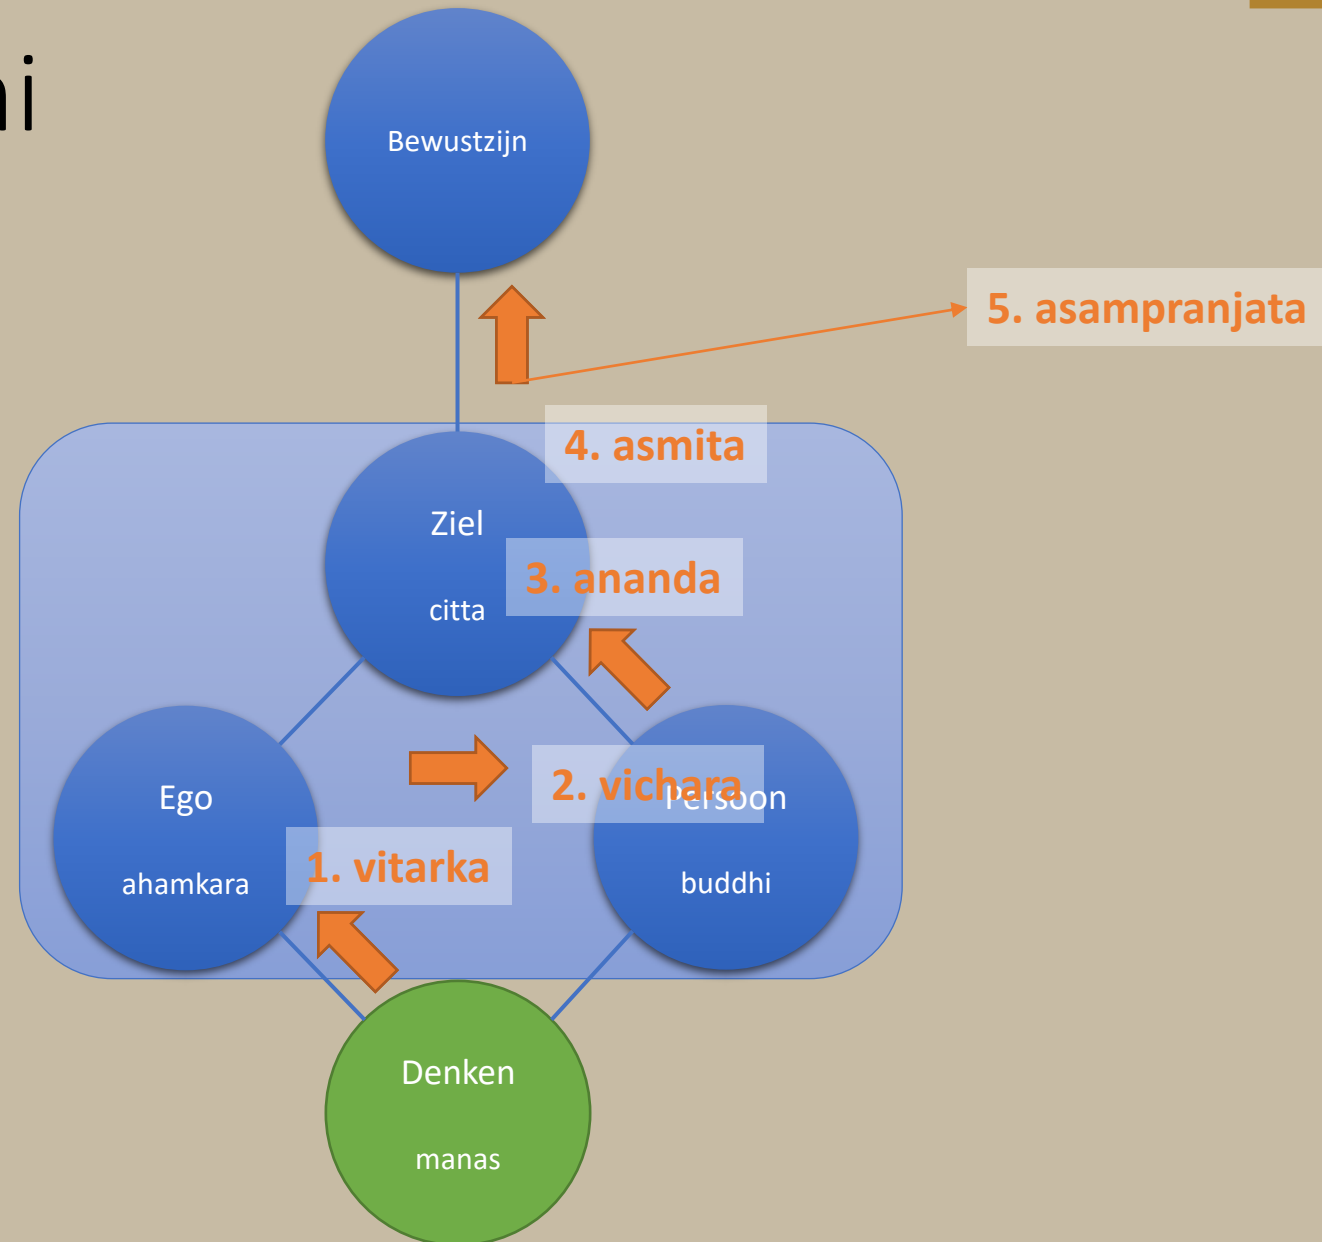 ni
Bewustzijn
5. asampranjata
4. asmita
Ziel
3. ananda
citta
2. vichara
Persoon
Ego
1. vitarka
ahamkara
buddhi
Denken
manas